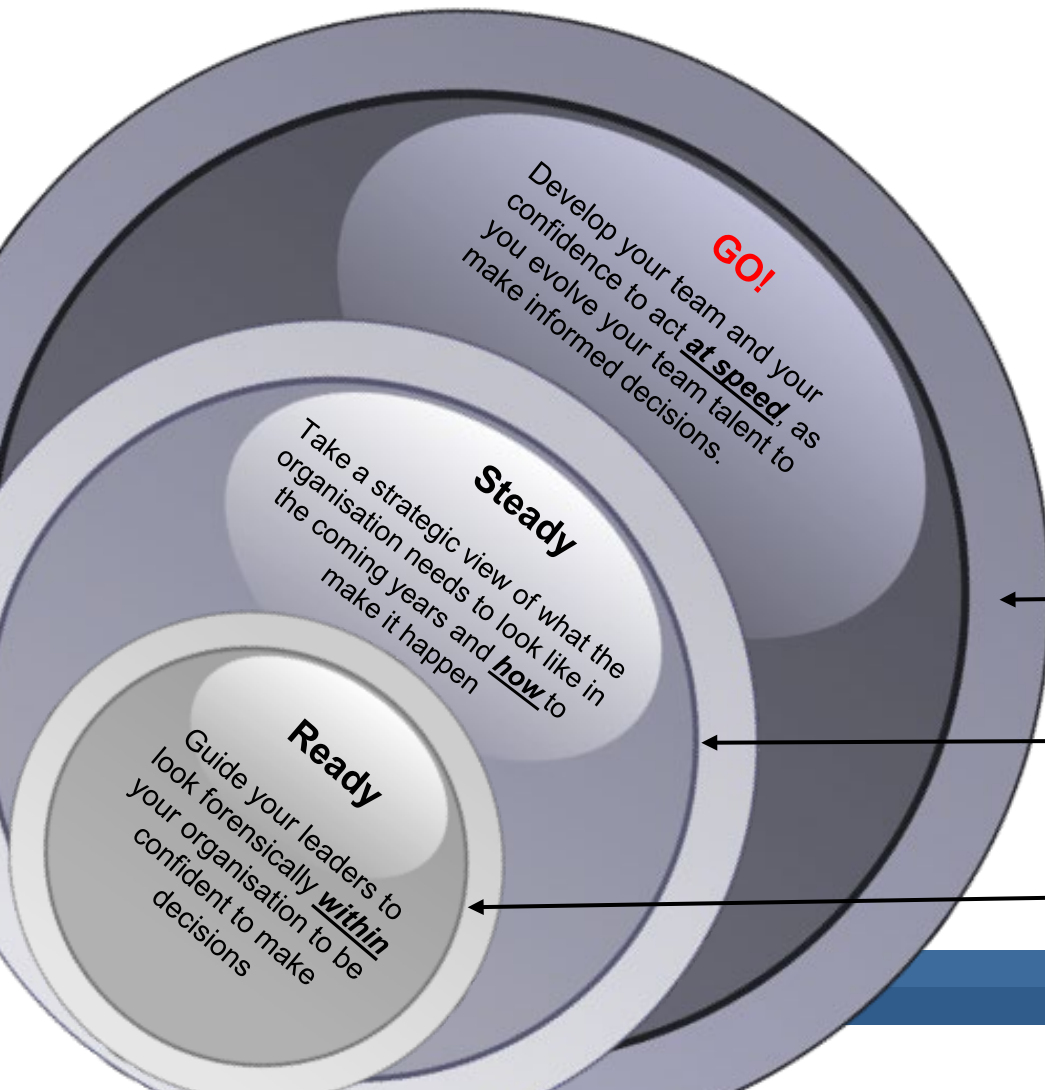 GO!
Develop your team and your
confidence to act at speed, as
you evolve your team talent to
make informed decisions.
Steady
Take a strategic view of what the
organisation needs to look like in
the coming years and how to
make it happen
Ready
Guide your leaders to
look forensically within
your organisation to be
confident to make
decisions